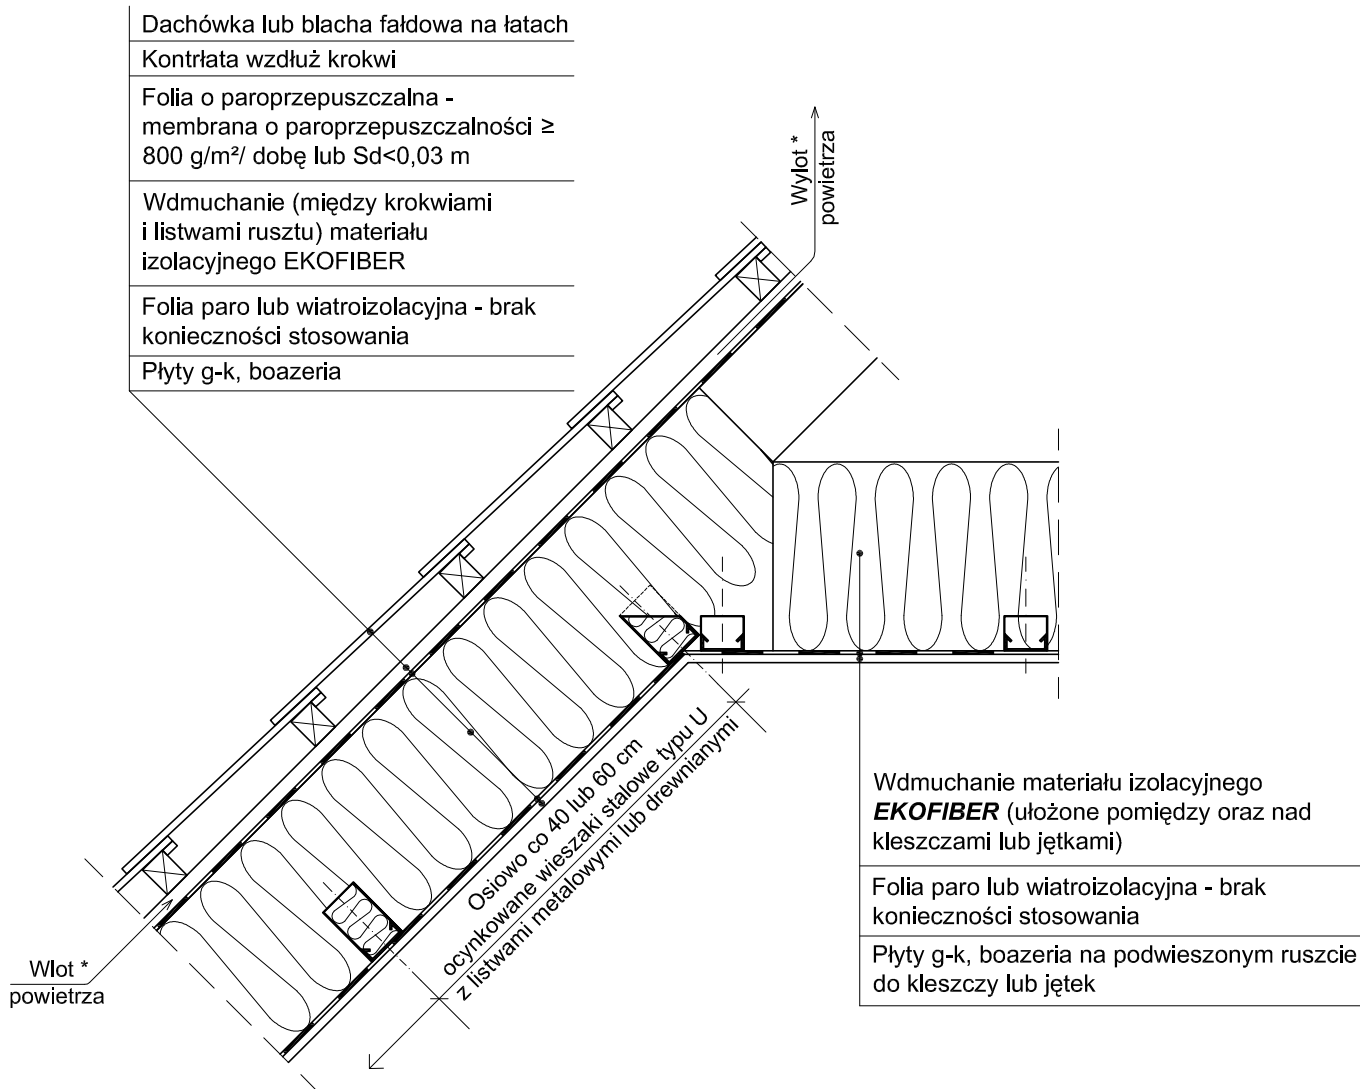 Dachówka lub blacha fałdowa na łatach
Kontrłata wzdłuż krokwi
Folia o paroprzepuszczalna -
membrana o paroprzepuszczalności ≥
800 g/m²/ dobę lub Sd<0,03 m
Wdmuchanie (między krokwiami
i listwami rusztu) materiału
izolacyjnego EKOFIBER
Folia paro lub wiatroizolacyjna - brak
konieczności stosowania
Płyty g-k, boazeria
Wylot *
powietrza
Wlot *
powietrza
Osiowo co 40 lub 60 cm
ocynkowane wieszaki stalowe typu U
z listwami metalowymi lub drewnianymi
Wdmuchanie materiału izolacyjnego
EKOFIBER (ułożone pomiędzy oraz nad
kleszczami lub jętkami)
Folia paro lub wiatroizolacyjna - brak
konieczności stosowania
Płyty g-k, boazeria na podwieszonym ruszcie
do kleszczy lub jętek